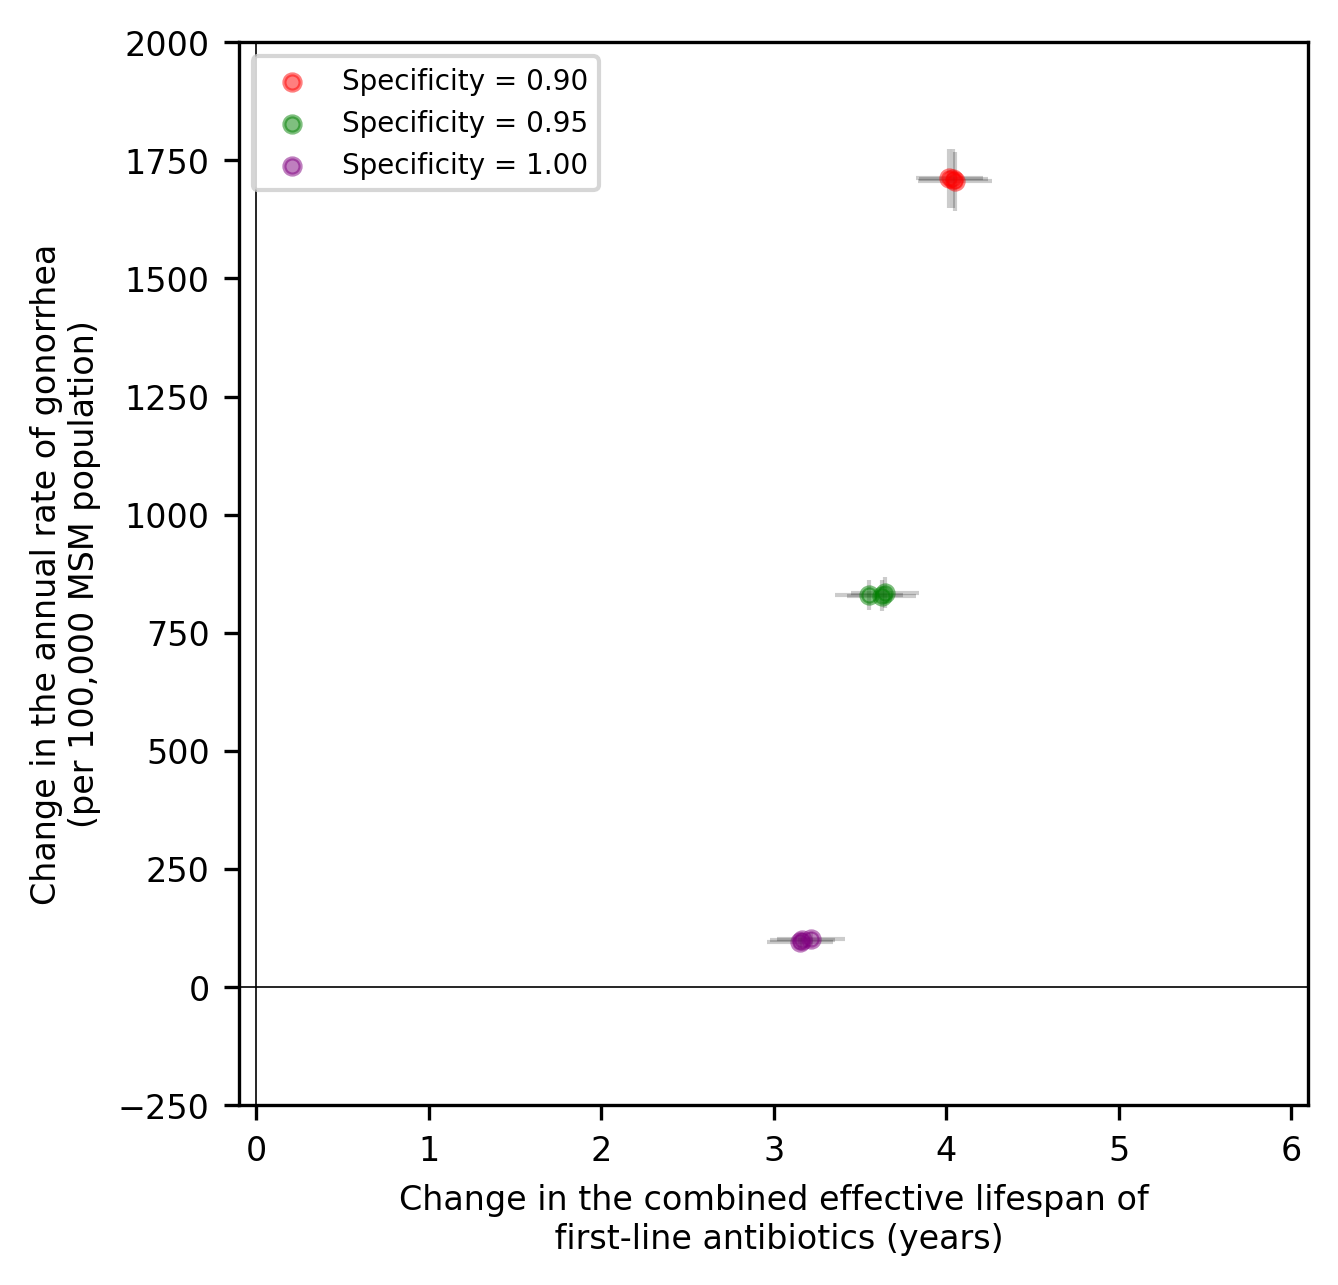 2000
1750
1500
1250
1000
750
500
250
0
−250
Change in the annual rate of gonorrhea
(per 100,000 MSM population)
Specificity = 0.90
Specificity = 0.95
Specificity = 1.00
0 1 2 3 4 5 6
Change in the combined effective lifespan of
first-line antibiotics (years)